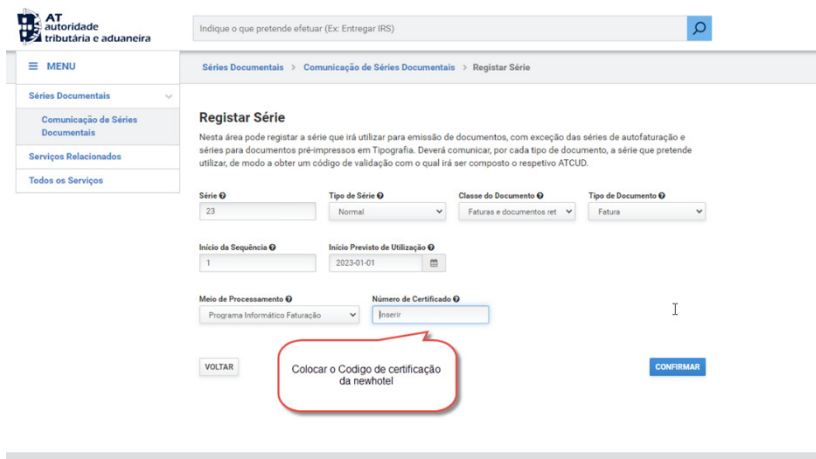 AT
autoridade
tributária e aduaneira
Indique o que pretende efetuar (Ex: Entregar IRS)
MENU
Séries Documentais > Comunicação de Séries Documentais > Registar Série
Séries Documentais
Comunicação de Séries
Documentais
Serviços Relacionados
Todos os Serviços
Registar Série
Nesta área pode registar a série que irá utilizar para emissão de documentos, com exceção das séries de autofaturação e
séries para documentos pré-impressos em Tipografia. Deverá comunicar, por cada tipo de documento, a série que pretende
utilizar, de modo a obter um código de validação com o qual irá ser composto o respetivo ATCUD.
Série Tipo de Série Classe do Documento Tipo de Documento
23 Normal Faturas e documentos ret Fatura
Início da Sequência Início Previsto de Utilização
1 2023-01-01
Meio de Processamento Número de Certificado
Programa Informático Faturação Inserir
VOLTAR
Colocar o Codigo de certificação
da newhotel
CONFIRMAR